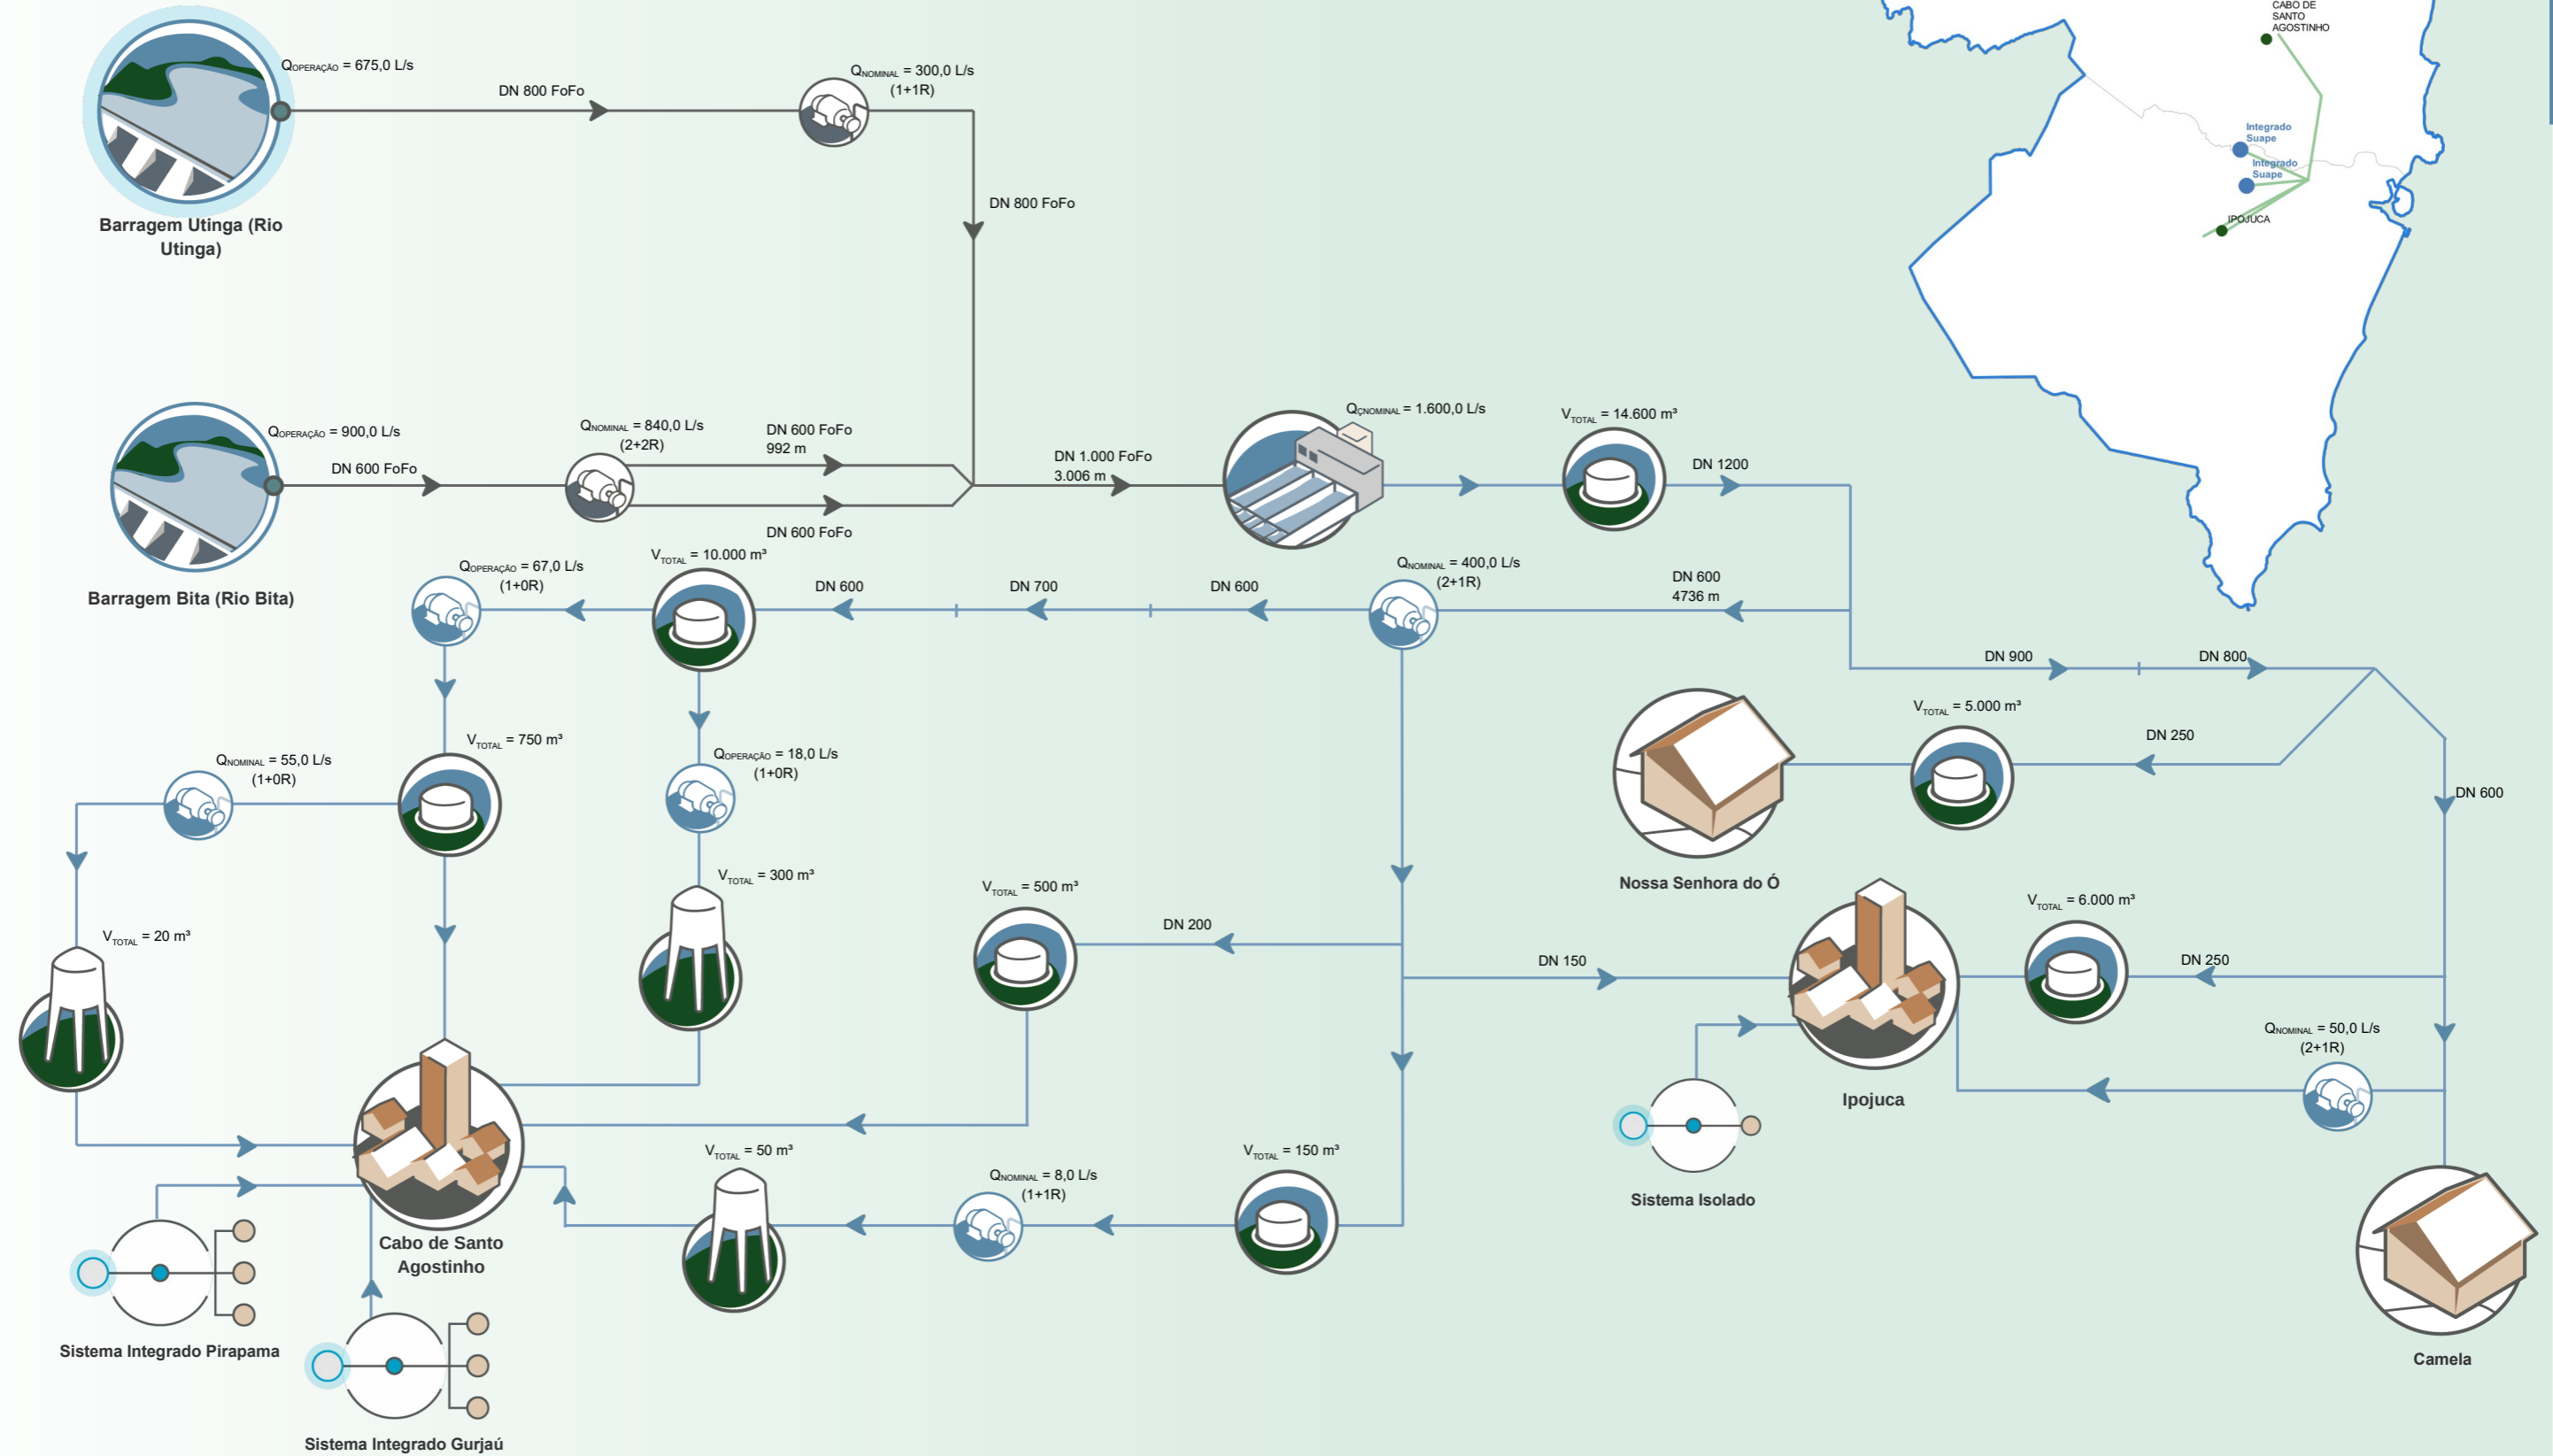 CABO DE
SANTO
AGOSTINHO
Integrado
Suape
Integrado
Suape
IPOJUCA
QOPERAÇÃO = 675,0 L/s
DN 800 FoFo
QNOMINAL = 300,0 L/s
(1+1R)
DN 800 FoFo
Barragem Utinga (Rio
Utinga)
QOPERAÇÃO = 900,0 L/s
DN 600 FoFo
QNOMINAL = 840,0 L/s
(2+2R)
DN 600 FoFo
992 m
DN 600 FoFo
DN 1.000 FoFo
3.006 m
QÇNOMINAL = 1.600,0 L/s
VTOTAL = 14.600 m³
DN 1200
Barragem Bita (Rio Bita)
QOPERAÇÃO = 67,0 L/s
(1+0R)
VTOTAL = 10.000 m³
DN 600
DN 700
DN 600
QNOMINAL = 400,0 L/s
(2+1R)
DN 600
4736 m
DN 900
DN 800
VTOTAL = 5.000 m³
DN 250
DN 600
Nossa Senhora do Ó
QNOMINAL = 55,0 L/s
(1+0R)
VTOTAL = 750 m³
QOPERAÇÃO = 18,0 L/s
(1+0R)
VTOTAL = 300 m³
VTOTAL = 500 m³
DN 200
VTOTAL = 20 m³
DN 150
VTOTAL = 6.000 m³
DN 250
QNOMINAL = 50,0 L/s
(2+1R)
Ipojuca
Sistema Isolado
VTOTAL = 50 m³
QNOMINAL = 8,0 L/s
(1+1R)
VTOTAL = 150 m³
Cabo de Santo
Agostinho
Sistema Integrado Pirapama
Sistema Integrado Gurjaú
Camela